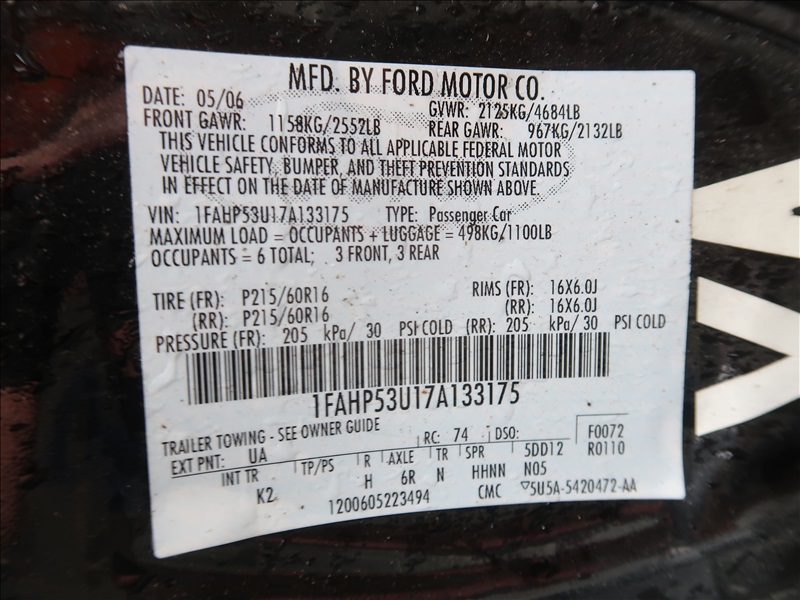 MFD. BY FORD MOTOR CO.
DATE: 05/06 GVWR: 2125KG/4684LB
FRONT GAWR: 1158KG/2552LB REAR GAWR: 967KG/2132LB
THIS VEHICLE CONFORMS TO ALL APPLICABLE FEDERAL MOTOR
VEHICLE SAFETY, BUMPER, AND THEFT PREVENTION STANDARDS
IN EFFECT ON THE DATE OF MANUFACTURE SHOWN ABOVE.
VIN: 1FAHP53U17A133175 TYPE: Passenger Car
MAXIMUM LOAD = OCCUPANTS + LUGGAGE = 498KG/1100LB
OCCUPANTS = 6 TOTAL; 3 FRONT, 3 REAR
TIRE (FR): P215/60R16 RIMS (FR): 16X6.0J
(RR): P215/60R16 (RR): 16X6.0J
PRESSURE (FR): 205 kPa/ 30 PSI COLD (RR): 205 kPa/ 30 PSI COLD
1FAHP53U17A133175
TRAILER TOWING - SEE OWNER GUIDE RC: 74 DSO: F0072
EXT PNT: UA R0110
INT TR TP/PS R AXLE TR SPR 5DD12
K2 H 6R N HHNN N05
1200605223494 CMC ▽5U5A-5420472-AA